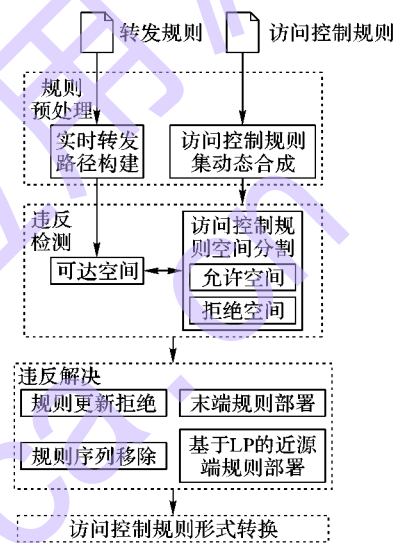 转发规则
访问控制规则
规则
预处理
实时转发
路径构建
访问控制规则
集动态合成
违反
检测
可达空间
访问控制规
则空间分割
允许空间
拒绝空间
违反解决
规则更新拒绝
末端规则部署
规则序列移除
基于LP的近源
端规则部署
访问控制规则形式转换